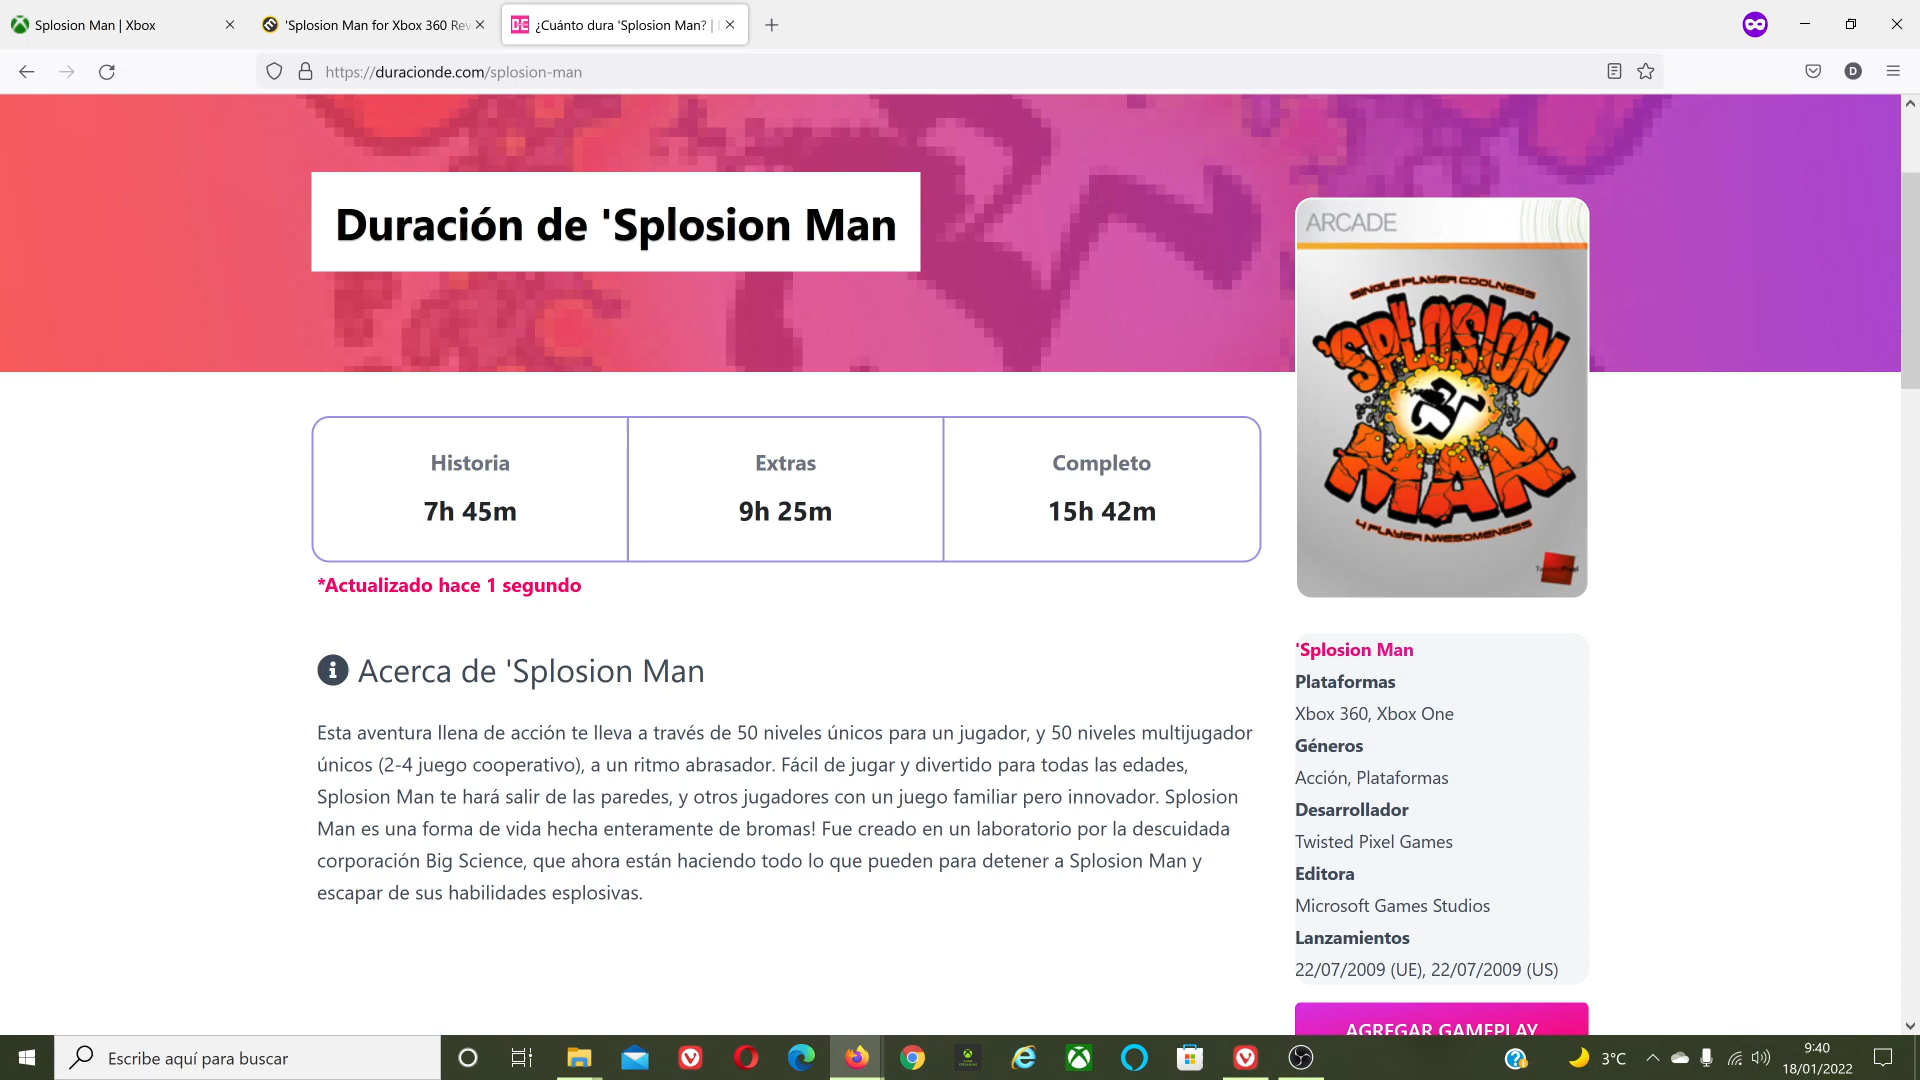 Splosion Man | Xbox
'Splosion Man for Xbox 360 Rev
¿Cuánto dura 'Splosion Man? |
https://duracionde.com/splosion-man
Duración de 'Splosion Man
ARCADE
SINGLE PLAYER COOLNESS
'SPLOSION
MAN
4 PLAYER AWESOMENESS
Twisted Pixel
Historia
7h 45m
Extras
9h 25m
Completo
15h 42m
*Actualizado hace 1 segundo
Acerca de 'Splosion Man
Esta aventura llena de acción te lleva a través de 50 niveles únicos para un jugador, y 50 niveles multijugador
únicos (2-4 juego cooperativo), a un ritmo abrasador. Fácil de jugar y divertido para todas las edades,
Splosion Man te hará salir de las paredes, y otros jugadores con un juego familiar pero innovador. Splosion
Man es una forma de vida hecha enteramente de bromas! Fue creado en un laboratorio por la descuidada
corporación Big Science, que ahora están haciendo todo lo que pueden para detener a Splosion Man y
escapar de sus habilidades esplosivas.
'Splosion Man
Plataformas
Xbox 360, Xbox One
Géneros
Acción, Plataformas
Desarrollador
Twisted Pixel Games
Editora
Microsoft Games Studios
Lanzamientos
22/07/2009 (UE), 22/07/2009 (US)
AGREGAR GAMEPLAY
Escribe aquí para buscar
3°C
9:40
18/01/2022